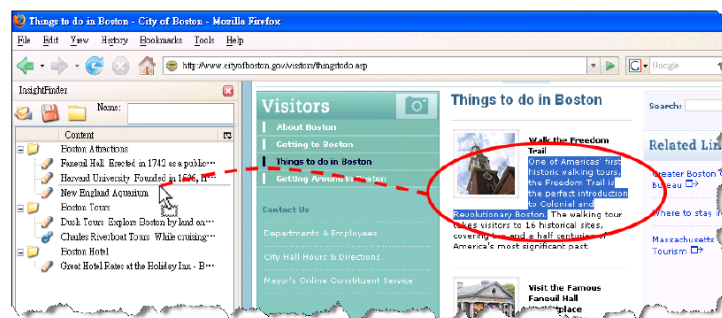 Things to do in Boston - City of Boston - Mozilla Firefox
File Edit View History Bookmarks Tools Help
http://www.cityofboston.gov/visitors/thingstodo.asp
Google
InsightFinder
Name:
Content
Boston Attractions
Faneuil Hall Erected in 1742 as a public···
Harvard University Founded in 1636, H···
New England Aquarium
Boston Tours
Dusk Tours Explore Boston by land on···
Charles Riverboat Tours While cruising···
Boston Hotel
Great Hotel Rates at the Holiday Inn - B···
Visitors
About Boston
Getting to Boston
Things to do in Boston
Getting Around in Boston
Contact Us
Departments & Employees
City Hall Hours & Directions
Mayor's Online Constituent Service
Things to do in Boston
Walk the Freedom
Trail
One of Americas' first
historic walking tours,
the Freedom Trail is
the perfect introduction
to Colonial and
Revolutionary Boston. The walking tour
takes visitors to 16 historical sites,
covering two and a half centuries of
America's most significant past.
Visit the Famous
Faneuil Hall
Search:
Related Lin
Greater Boston
Bureau
Where to stay in
Massachusetts
Tourism